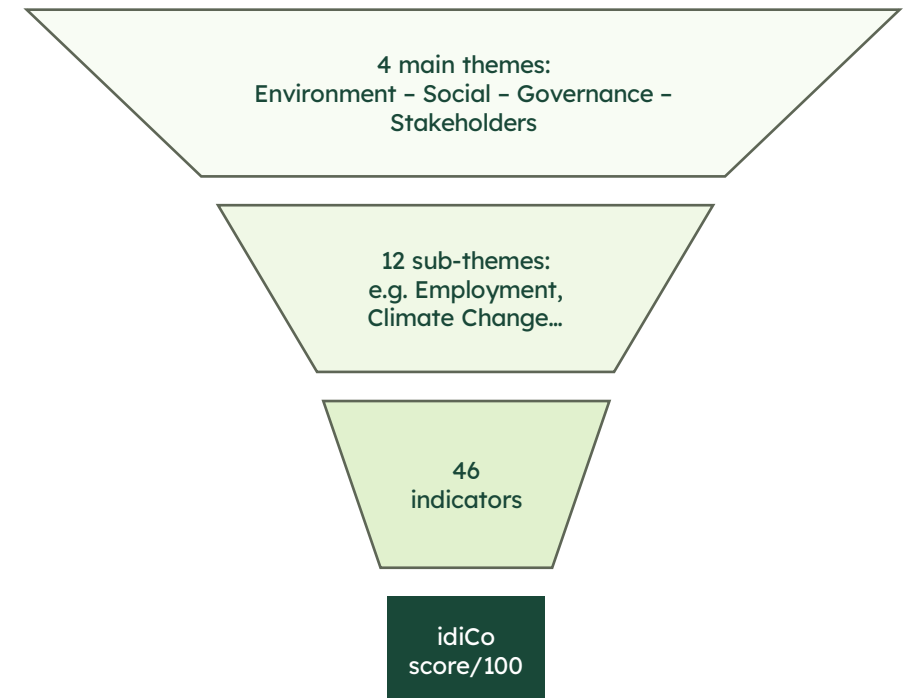 4 main themes:
Environment – Social – Governance –
Stakeholders
12 sub-themes:
e.g. Employment,
Climate Change…
46
indicators
idiCo
score/100